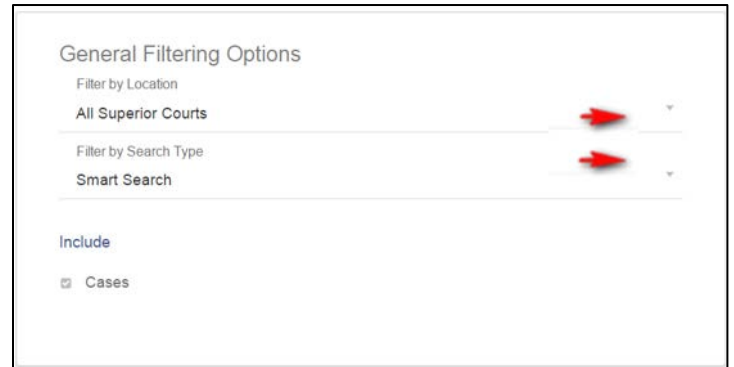 General Filtering Options
Filter by Location
All Superior Courts
Filter by Search Type
Smart Search
Include
Cases